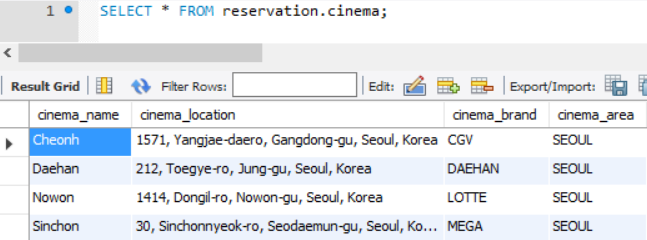 1 SELECT * FROM reservation.cinema;
Result Grid Filter Rows: Edit: Export/Import:
cinema_name cinema_location cinema_brand cinema_area
Cheonh 1571, Yangjae-daero, Gangdong-gu, Seoul, Korea CGV SEOUL
Daehan 212, Toegye-ro, Jung-gu, Seoul, Korea DAEHAN SEOUL
Nowon 1414, Dongil-ro, Nowon-gu, Seoul, Korea LOTTE SEOUL
Sinchon 30, Sinchonnyeok-ro, Seodaemun-gu, Seoul, Ko... MEGA SEOUL